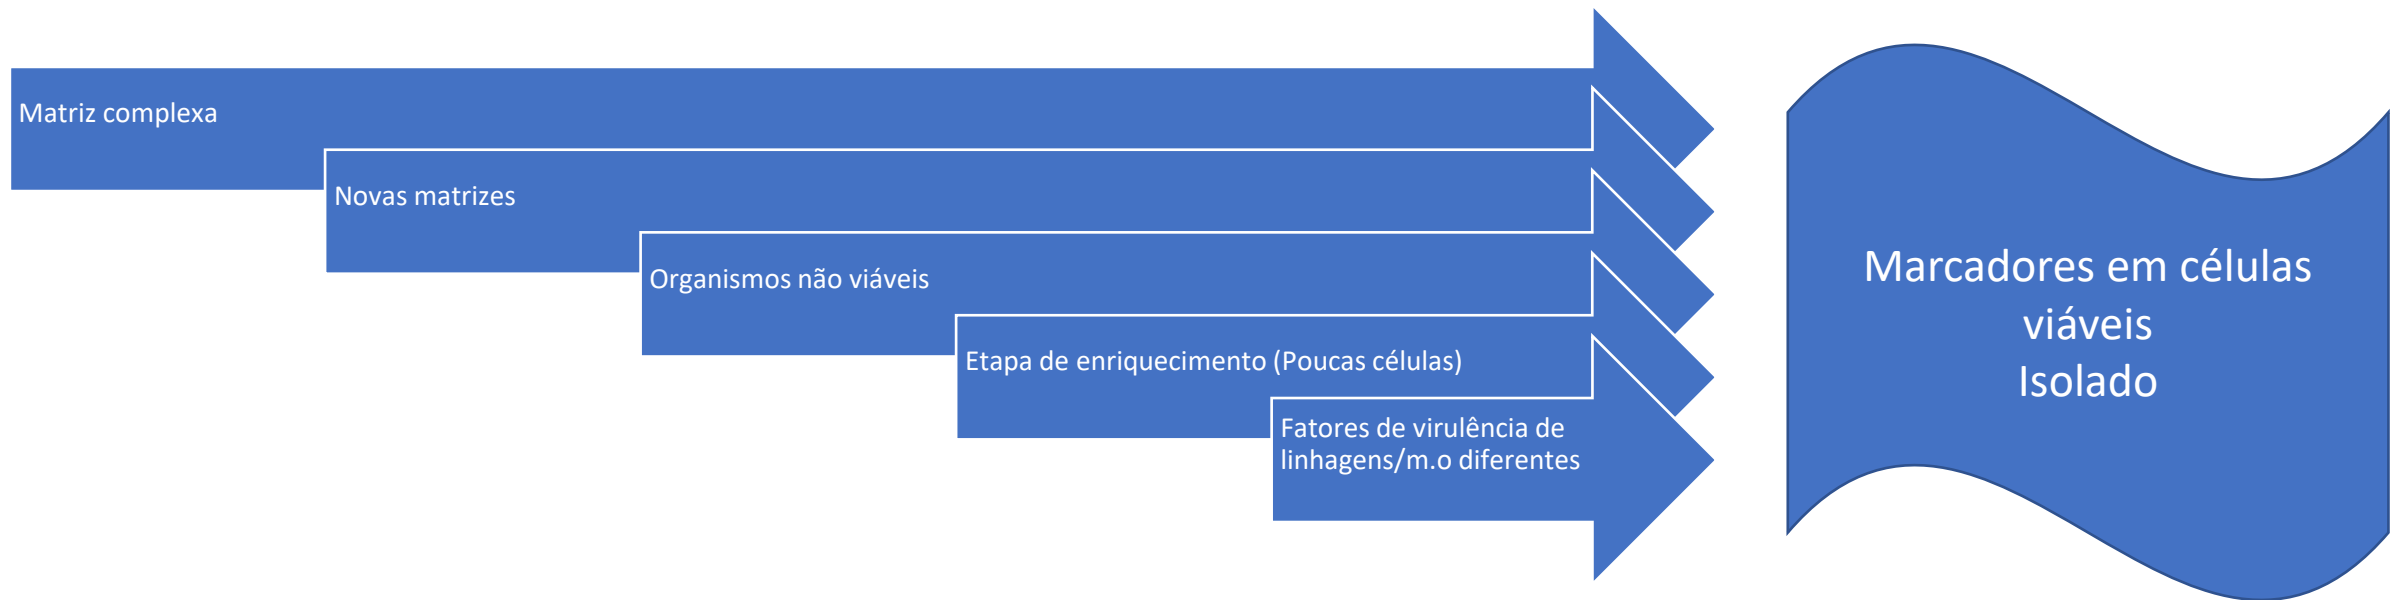 Matriz complexa
Novas matrizes
Organismos não viáveis
Etapa de enriquecimento (Poucas células)
Fatores de virulência de
linhagens/m.o diferentes
Marcadores em células
viáveis
Isolado